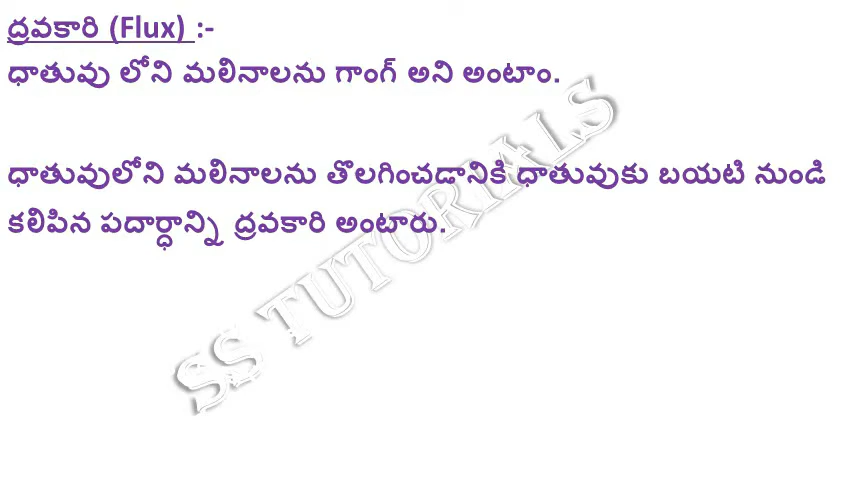 ద్రవకారి (Flux) :-
ధాతువు లోని మలినాలను గాంగ్ అని అంటాం.
ధాతువులోని మలినాలను తొలగించడానికి ధాతువుకు బయటి నుండి
కలిపిన పదార్ధాన్ని ద్రవకారి అంటారు.
SS TUTORIALS